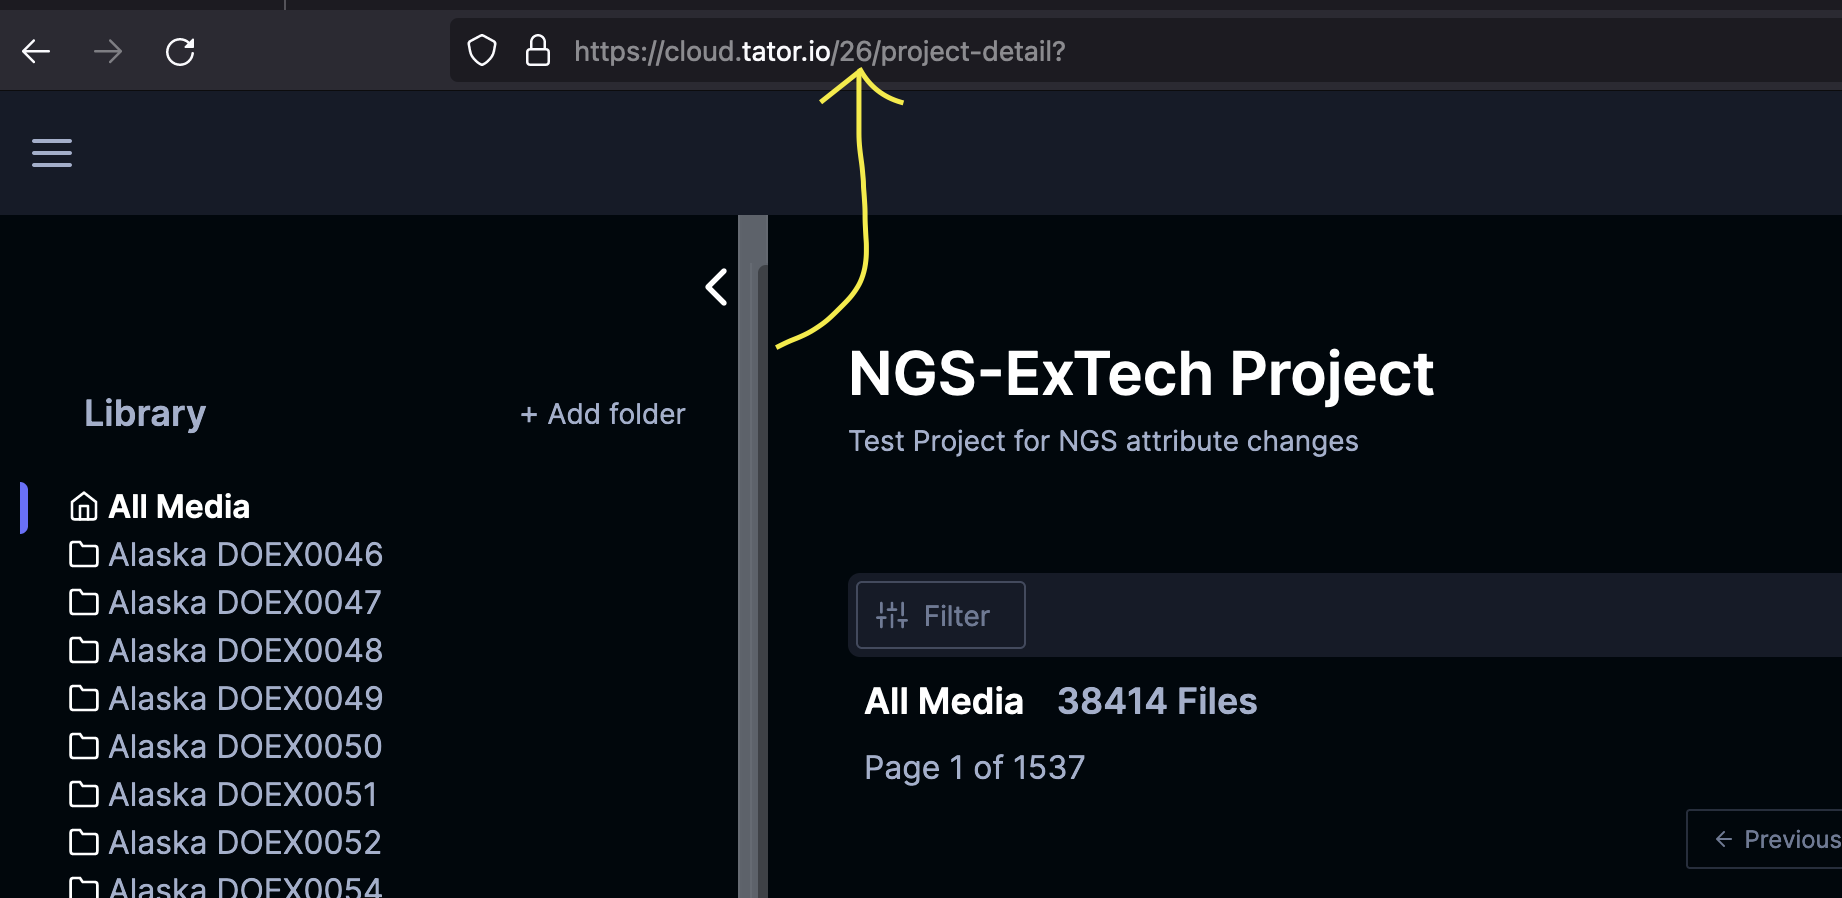 https://cloud.tator.io/26/project-detail?
Library
+ Add folder
All Media
Alaska DOEX0046
Alaska DOEX0047
Alaska DOEX0048
Alaska DOEX0049
Alaska DOEX0050
Alaska DOEX0051
Alaska DOEX0052
Alaska DOEX0054
NGS-ExTech Project
Test Project for NGS attribute changes
Filter
All Media 38414 Files
Page 1 of 1537
← Previous